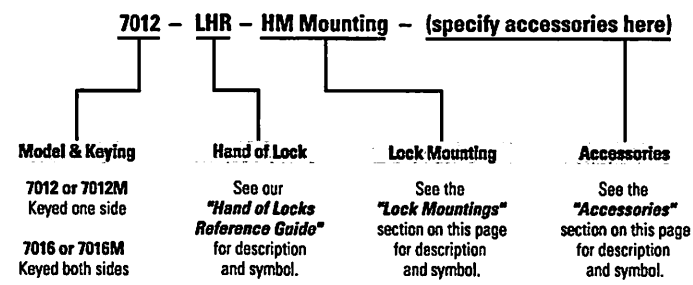 7012 – LHR – HM Mounting – (specify accessories here)
Model & Keying
7012 or 7012M
Keyed one side
7016 or 7016M
Keyed both sides
Hand of Lock
See our
"Hand of Locks
Reference Guide"
for description
and symbol.
Lock Mounting
See the
"Lock Mountings"
section on this page
for description
and symbol.
Accessories
See the
"Accessories"
section on this page
for description
and symbol.